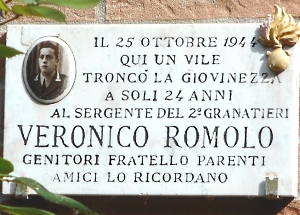 IL 25 OTTOBRE 1944
QUI UN VILE
TRONCÒ LA GIOVINEZZA
A SOLI 24 ANNI
AL SERGENTE DEL 2º GRANATIERI
VERONICO ROMOLO
GENITORI FRATELLO PARENTI
AMICI LO RICORDANO